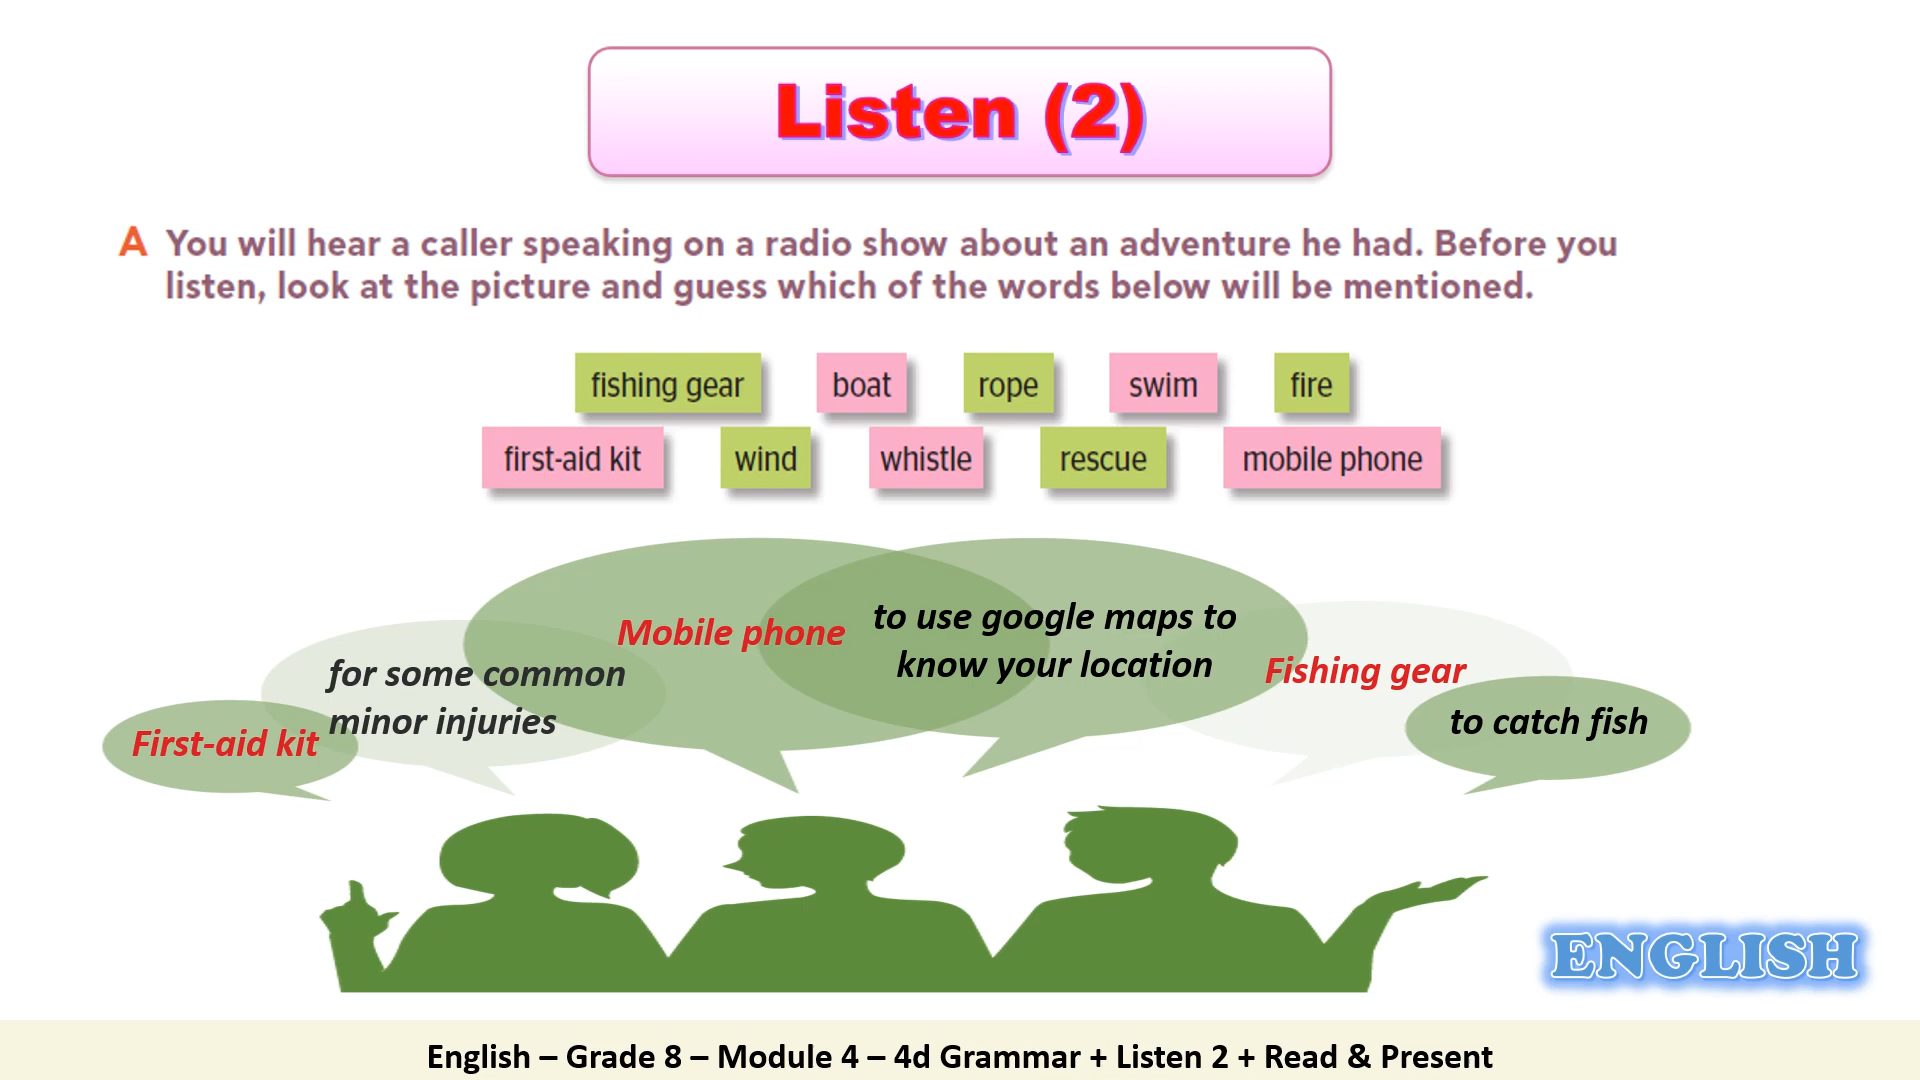 Listen (2)
A You will hear a caller speaking on a radio show about an adventure he had. Before you
listen, look at the picture and guess which of the words below will be mentioned.
fishing gear boat rope swim fire
first-aid kit wind whistle rescue mobile phone
First-aid kit
for some common
minor injuries
Mobile phone
to use google maps to
know your location
Fishing gear
to catch fish
ENGLISH
English – Grade 8 – Module 4 – 4d Grammar + Listen 2 + Read & Present